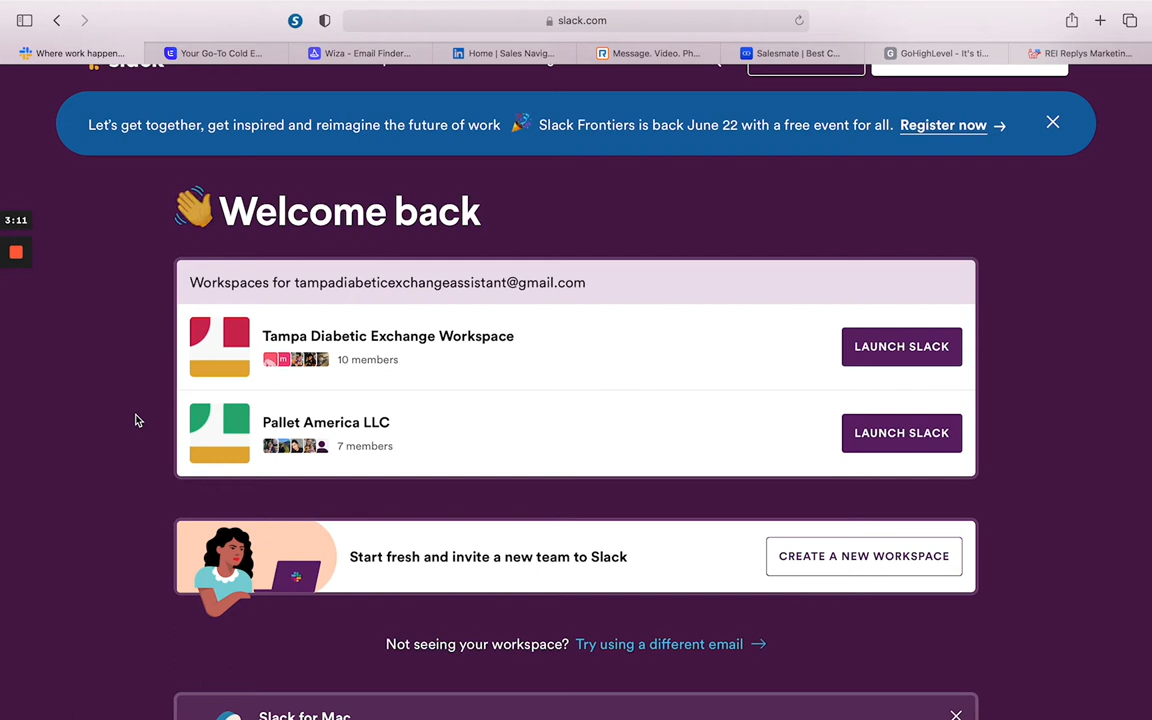 slack.com
Where work happen...
Your Go-To Cold E...
Wiza - Email Finder...
Home | Sales Navig...
Message. Video. Ph...
Salesmate | Best C...
GoHighLevel - It's ti...
REI Replys Marketin...
slack
Let's get together, get inspired and reimagine the future of work 🎉 Slack Frontiers is back June 22 with a free event for all. Register now →
3:11
Welcome back
Workspaces for tampadiabeticexchangeassistant@gmail.com
Tampa Diabetic Exchange Workspace
10 members
LAUNCH SLACK
Pallet America LLC
7 members
LAUNCH SLACK
Start fresh and invite a new team to Slack
CREATE A NEW WORKSPACE
Not seeing your workspace? Try using a different email →
Slack for Mac